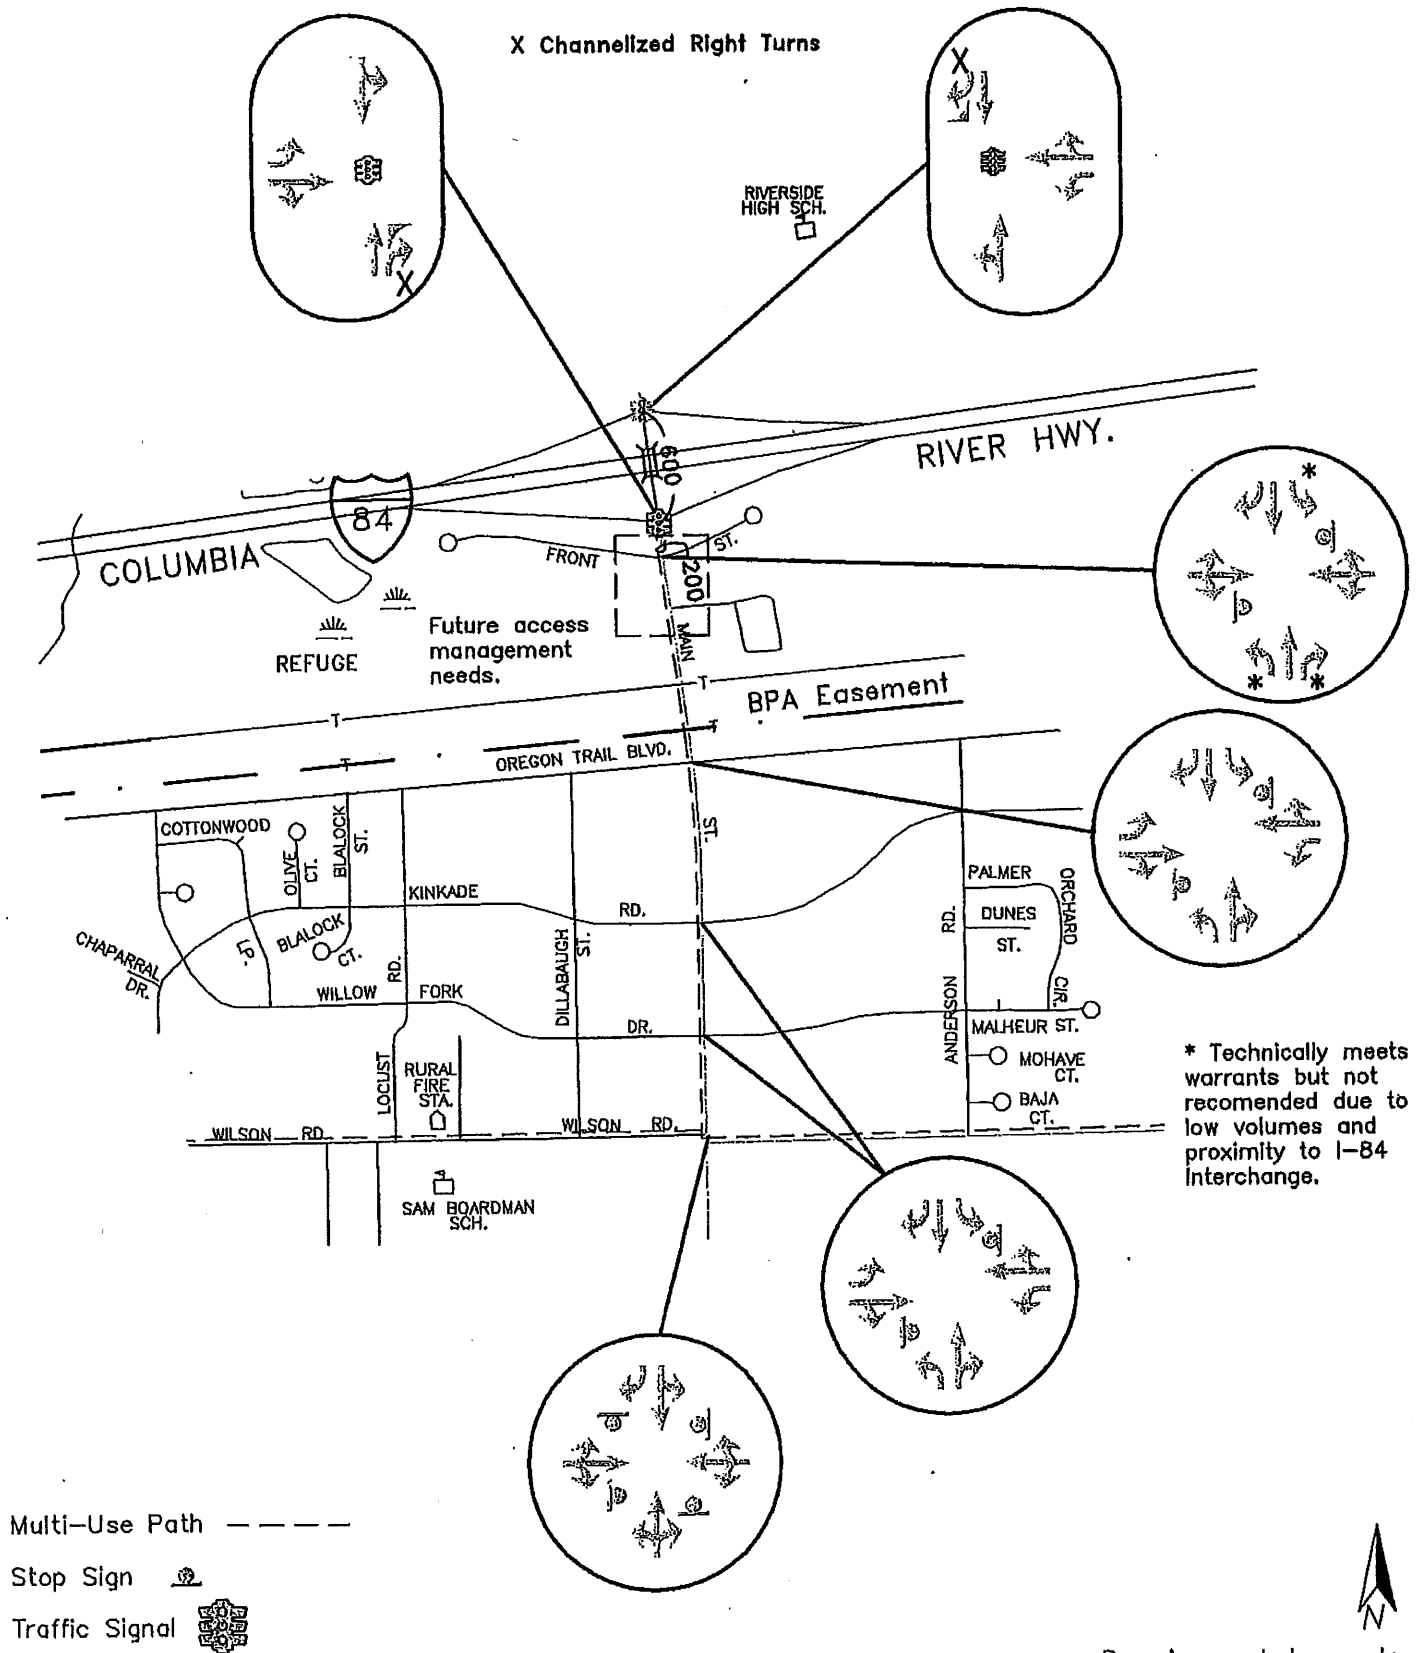 X Channelized Right Turns
X
X
RIVERSIDE
HIGH SCH.
600
RIVER HWY.
84
COLUMBIA
FRONT
ST.
200
*
*
*
REFUGE
Future access
management
needs.
MAIN
T
T
BPA Easement
T
T
OREGON TRAIL BLVD.
ST.
COTTONWOOD
OLIVE
CT.
BLALOCK
ST.
KINKADE
RD.
PALMER
ORCHARD
CIR.
DUNES
ST.
CHAPARRAL
DR.
LP.
BLALOCK
CT.
RD.
DILLABAUGH
ST.
RD.
WILLOW
FORK
DR.
ANDERSON
MALHEUR ST.
MOHAVE
CT.
BAJA
CT.
LOCUST
RURAL
FIRE
STA.
WILSON
RD.
WILSON
RD.
SAM BOARDMAN
SCH.
* Technically meets
warrants but not
recomended due to
low volumes and
proximity to I-84
Interchange.
Multi-Use Path
Stop Sign
Traffic Signal
N